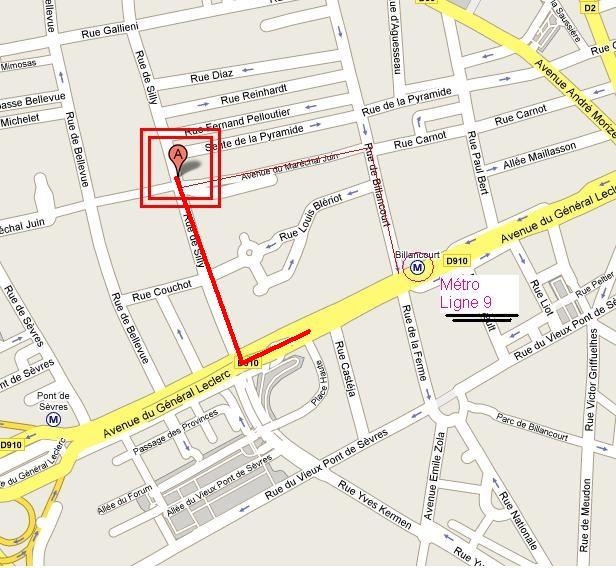 Rue Gallieni
Rue d'Aguesseau
la Saussière
D2
Mimosas
Rue de Silly
Rue Diaz
Avenue André Morizet
Rue Reinhardt
Rue de la Pyramide
Rue Ca
Impasse Bellevue
Michelet
Rue Fernand Pelloutier
Sente de la Pyramide
Rue Carnot
Carnot
Rue de Bellevue
A
Avenue du Maréchal Juin
Rue de Billancourt
Rue Paul Bert
Allée Maillasson
réchal Juin
Rue de Silly
Rue Louis Blériot
Avenue du Général Leclerc
Billancourt
M
D910
Métro
Ligne 9
Rue Couchot
Rue de Sèvres
Rue de Bellevue
Rue Liot
Rue Peltier
ult
Rue du Vieux Pont de Sèvres
D910
Rue de la Ferme
Rue Castéja
Place Haute
Rue Victor Griffuelhes
nt de Sèvres
Pont de
Sèvres
M
Avenue du Général Leclerc
Passage des Provinces
Parc de Billancourt
D910
e du Général Leclerc
Rue du Vieux Pont de Sèvres
Avenue Emile Zola
Allée du Forum
Allée du Vieux Pont de Sèvres
Rue Nationale
Rue de Meudon
Rue Yves Kermen
Rue Yv